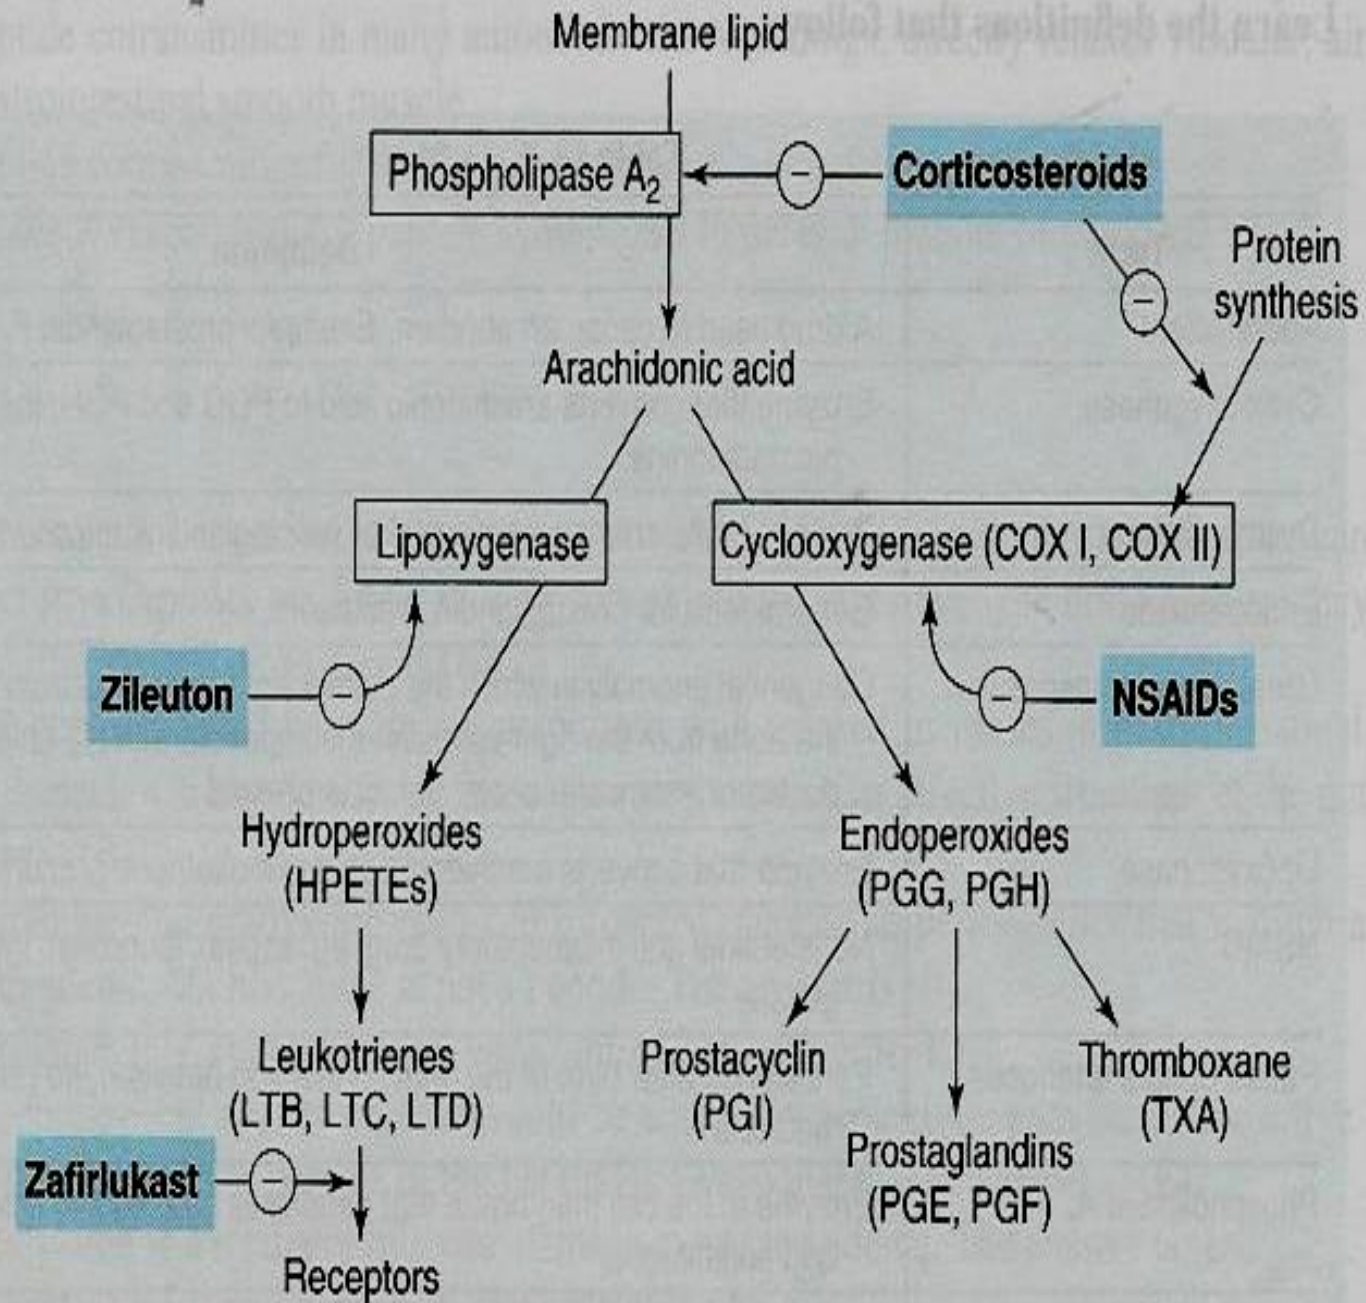 Membrane lipid
Phospholipase A2
−
Corticosteroids
−
Protein
synthesis
Arachidonic acid
Lipoxygenase
Cyclooxygenase (COX I, COX II)
Zileuton
−
−
NSAIDs
Hydroperoxides
(HPETEs)
Endoperoxides
(PGG, PGH)
Leukotrienes
(LTB, LTC, LTD)
Prostacyclin
(PGI)
Thromboxane
(TXA)
Prostaglandins
(PGE, PGF)
Zafirlukast
−
Receptors